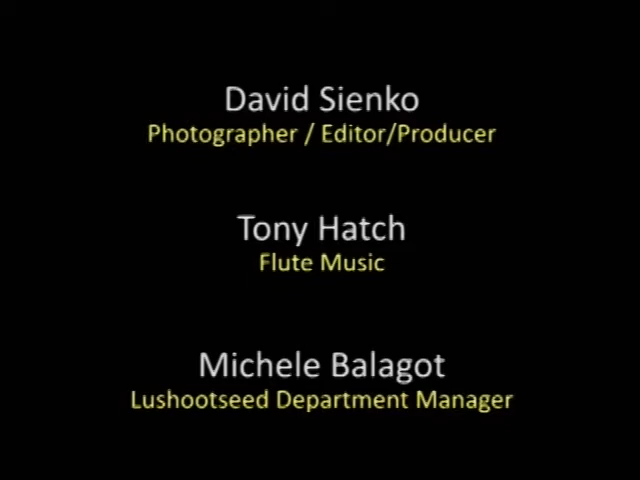 David Sienko
Photographer / Editor/Producer
Tony Hatch
Flute Music
Michele Balagot
Lushootseed Department Manager